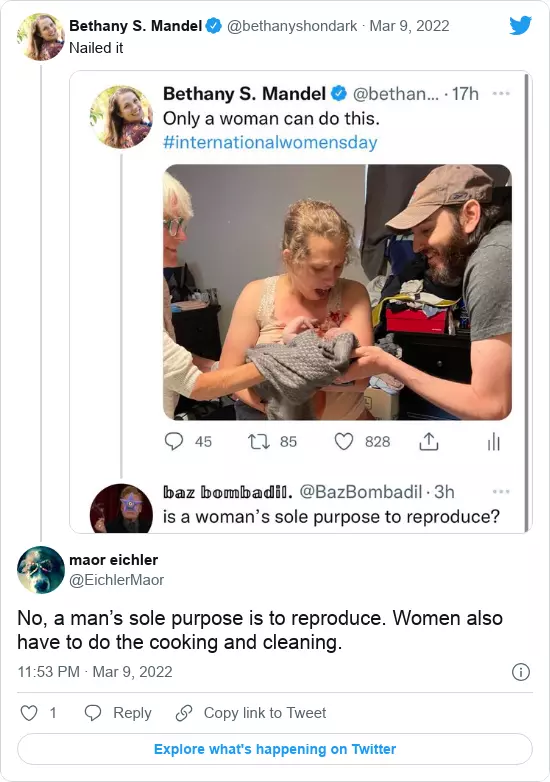 Bethany S. Mandel @bethanyshondark · Mar 9, 2022
Nailed it
Bethany S. Mandel @bethan... · 17h
Only a woman can do this.
#internationalwomensday
45 85 828
baz bombadil. @BazBombadil · 3h
is a woman's sole purpose to reproduce?
maor eichler
@EichlerMaor
No, a man's sole purpose is to reproduce. Women also
have to do the cooking and cleaning.
11:53 PM · Mar 9, 2022
1 Reply Copy link to Tweet
Explore what's happening on Twitter